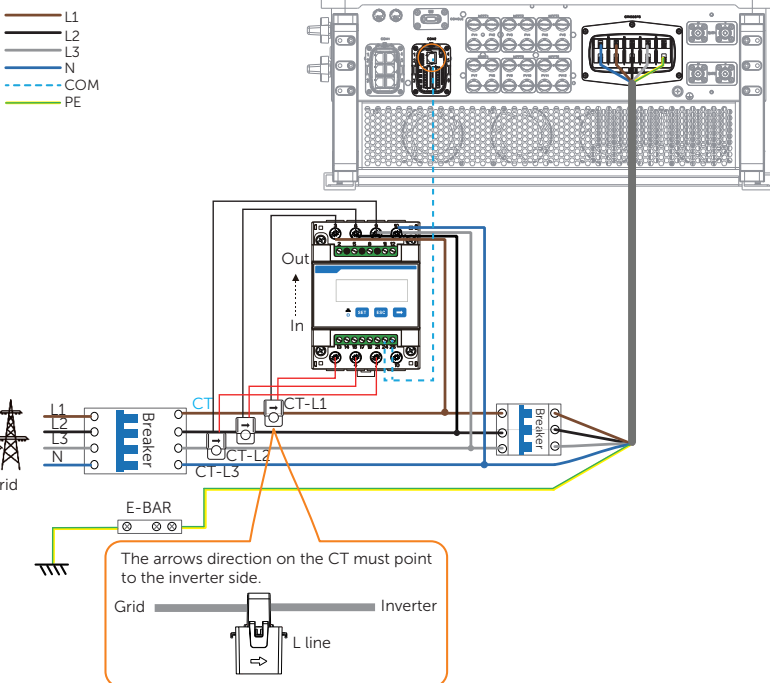 L1
L2
L3
N
COM
PE
Out
In
SET
ESC
L1
L2
L3
N
Breaker
CT
CT-L1
CT-L2
CT-L3
Breaker
E-BAR
The arrows direction on the CT must point
to the inverter side.
Grid
Inverter
L line